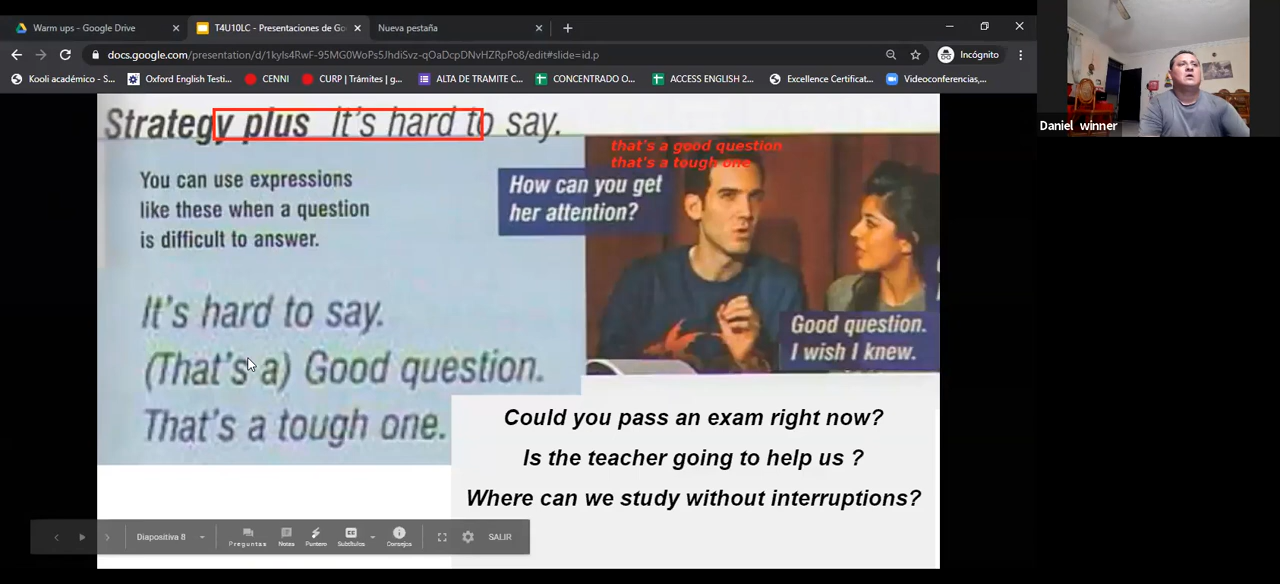 Warm ups - Google Drive
T4U10LC - Presentaciones de Go
Nueva pestaña
docs.google.com/presentation/d/1kyls4RwF-95MG0WoPs5JhdiSvz-qOaDcpDNvHZRpPo8/edit#slide=id.p
Incógnito
Kooli académico - S...
Oxford English Testi...
CENNI
CURP | Trámites | g...
ALTA DE TRAMITE C...
CONCENTRADO O...
ACCESS ENGLISH 2...
Excellence Certificat...
Videoconferencias,...
Daniel winner
Strategy plus It's hard to say.
that's a good question
that's a tough one
You can use expressions
like these when a question
is difficult to answer.
How can you get
her attention?
It's hard to say.
(That's a) Good question.
That's a tough one.
Good question.
I wish I knew.
Could you pass an exam right now?
Is the teacher going to help us ?
Where can we study without interruptions?
Diapositiva 8
Preguntas
Notas
Puntero
Subtítulos
Consejos
SALIR